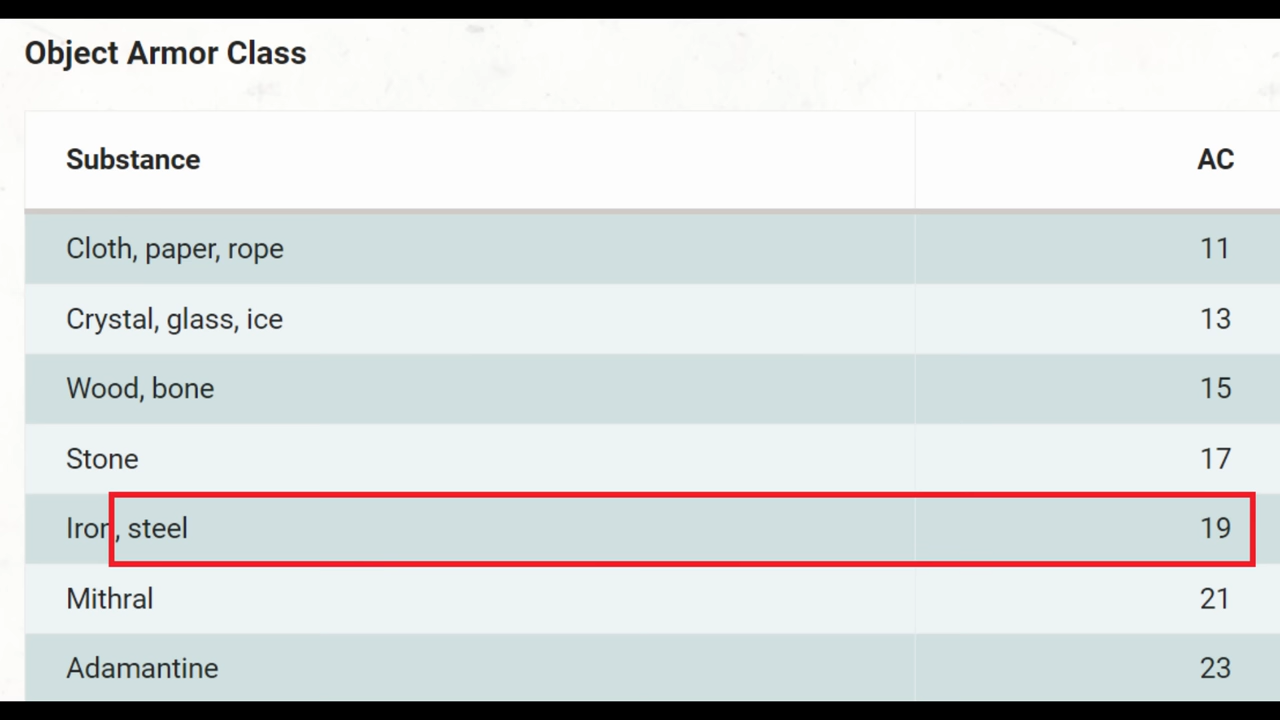 Object Armor Class
Substance AC
Cloth, paper, rope 11
Crystal, glass, ice 13
Wood, bone 15
Stone 17
Iron, steel 19
Mithral 21
Adamantine 23